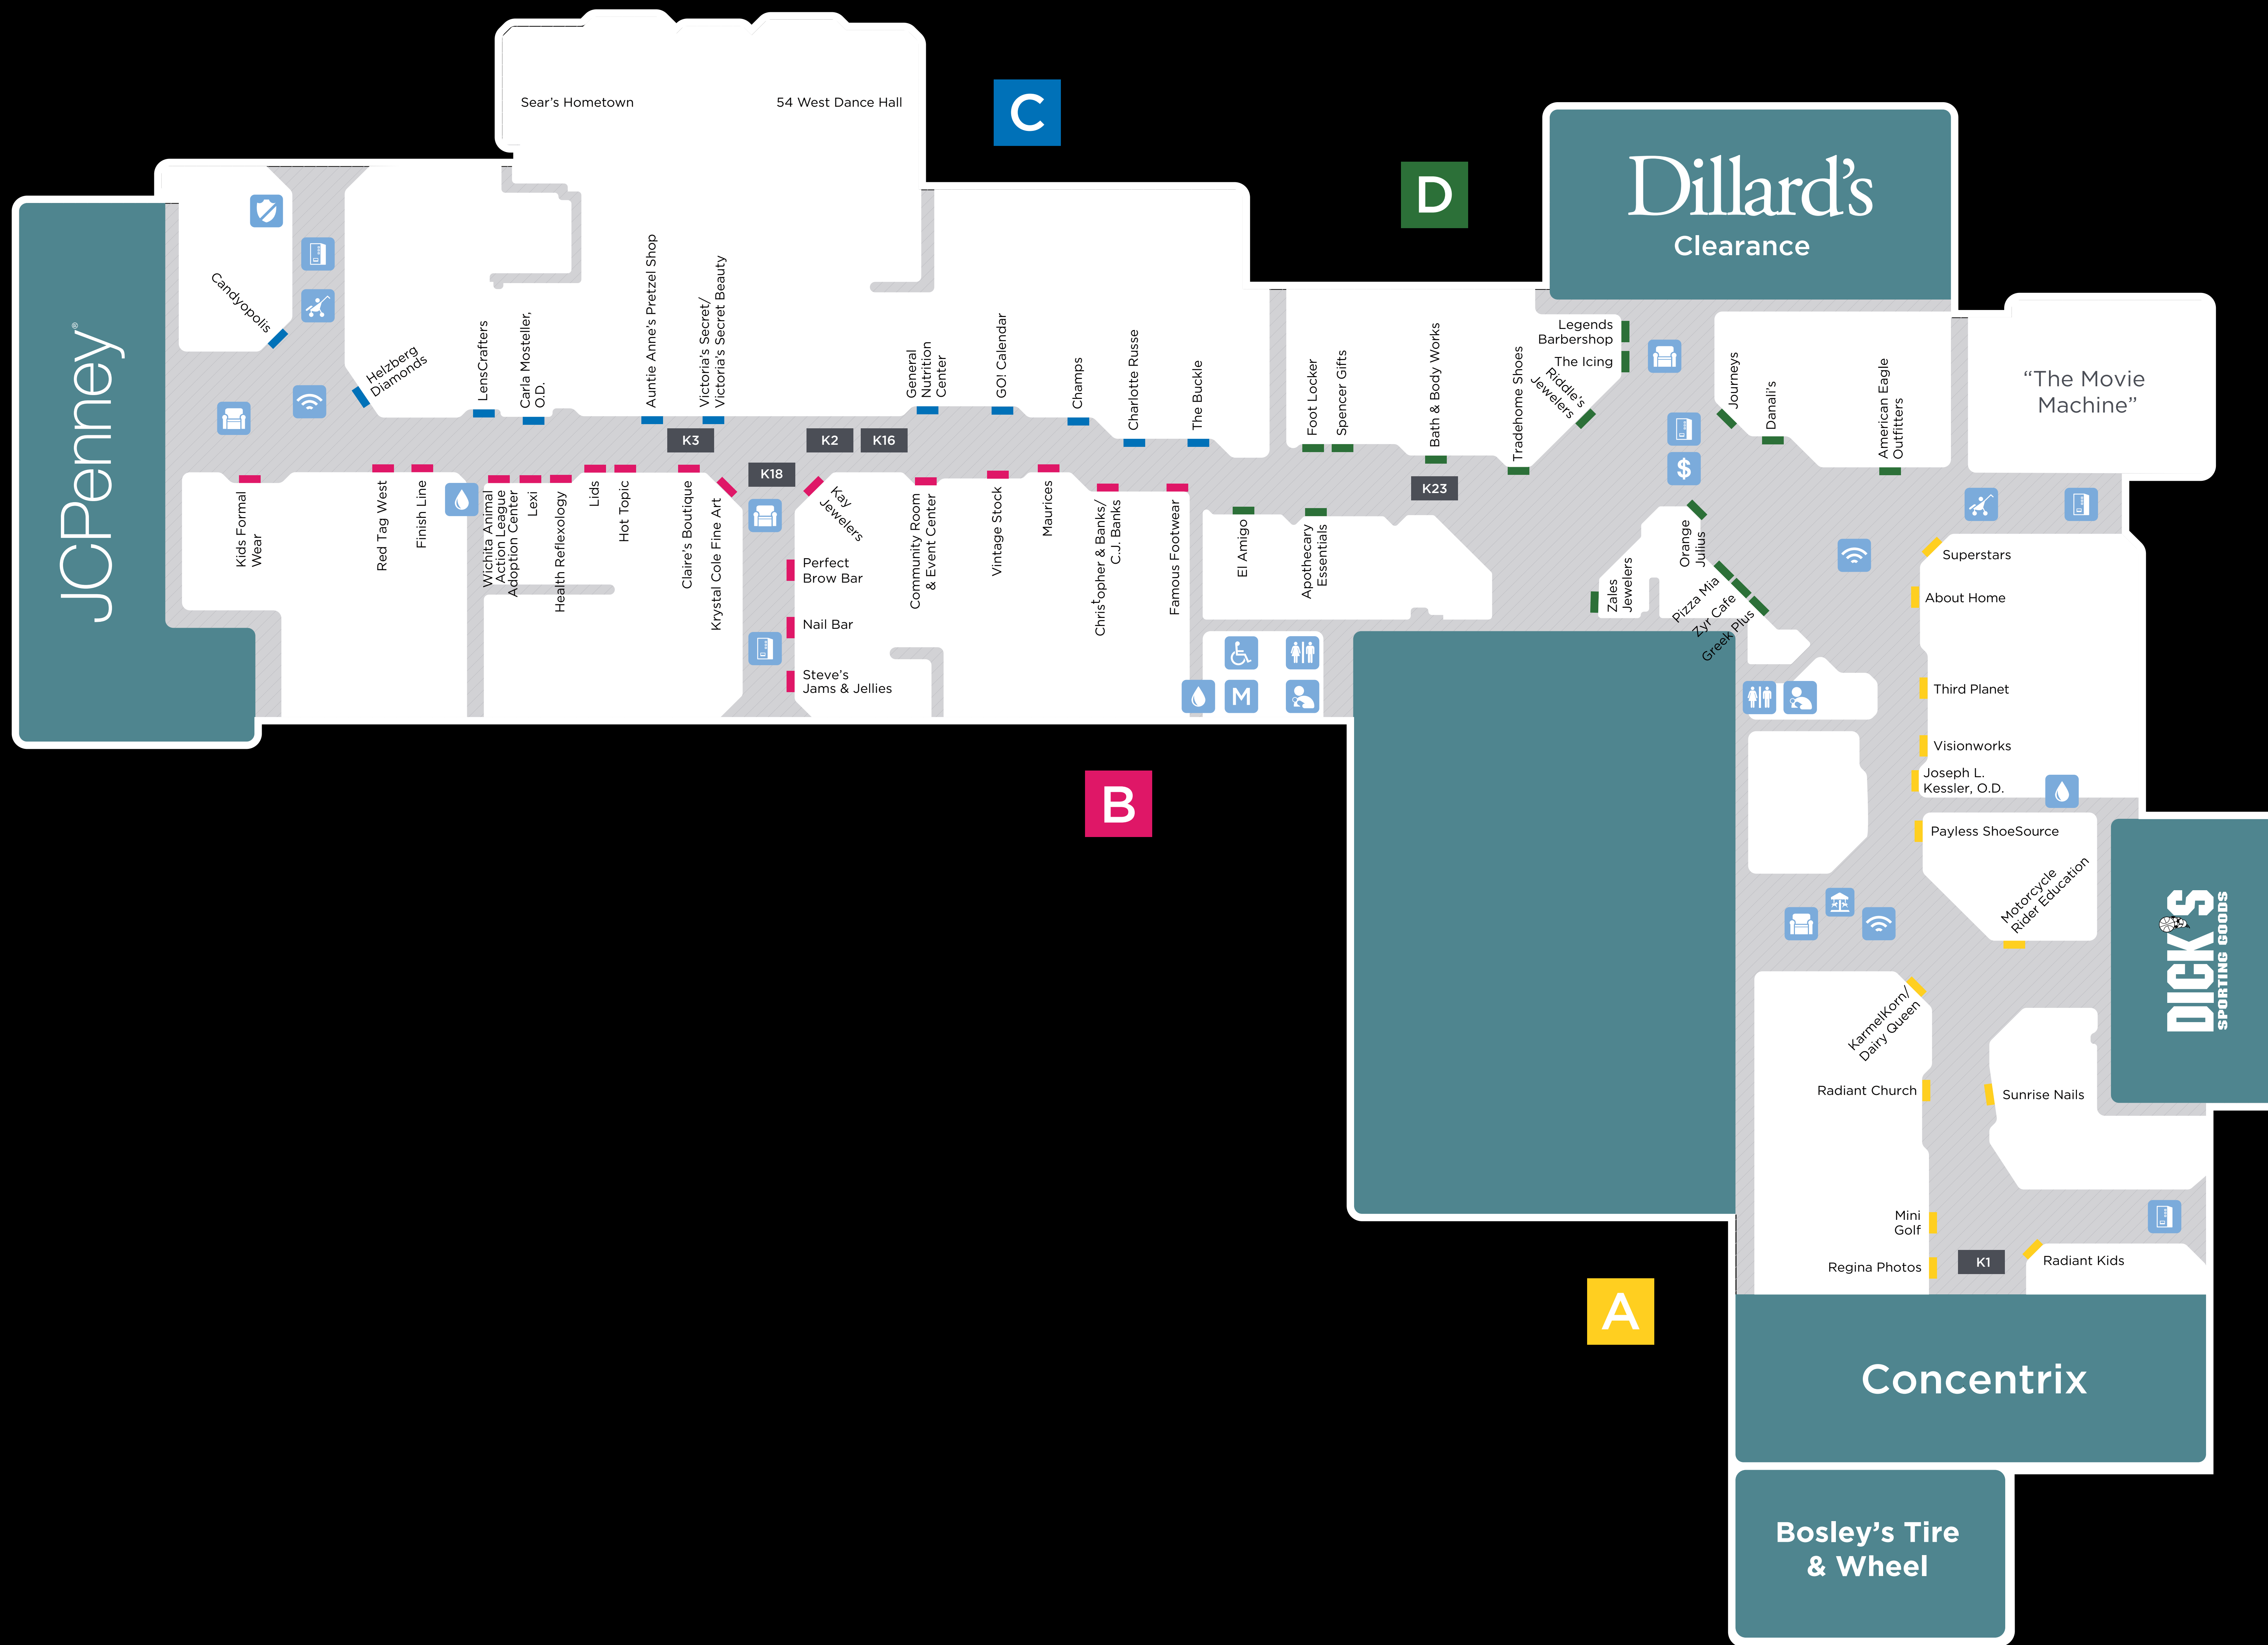 Sear's Hometown
54 West Dance Hall
C
D
Dillard's
Clearance
JCPenney®
Candyopolis
Helzberg
Diamonds
LensCrafters
Carla Mosteller,
O.D.
Auntie Anne's Pretzel Shop
Victoria's Secret/
Victoria's Secret Beauty
General
Nutrition
Center
GO! Calendar
Champs
Charlotte Russe
The Buckle
Foot Locker
Spencer Gifts
Bath & Body Works
Tradehome Shoes
Riddle's
Jewelers
Legends
Barbershop
The Icing
Journeys
Danali's
American Eagle
Outfitters
“The Movie
Machine”
$
K3
K2
K16
K18
K23
Kids Formal
Wear
Red Tag West
Finish Line
Wichita Animal
Action League
Adoption Center
Lexi
Health Reflexology
Lids
Hot Topic
Claire's Boutique
Krystal Cole Fine Art
Kay
Jewelers
Perfect
Brow Bar
Nail Bar
Steve's
Jams & Jellies
Community Room
& Event Center
Vintage Stock
Maurices
Christopher & Banks/
C.J. Banks
Famous Footwear
El Amigo
Apothecary
Essentials
M
Zales
Jewelers
Orange
Julius
Pizza Mia
Zyr Cafe
Greek Plus
Superstars
About Home
Third Planet
Visionworks
Joseph L.
Kessler, O.D.
Payless ShoeSource
Motorcycle
Rider Education
B
DICK'S
SPORTING GOODS
KarmelKorn/
Dairy Queen
Radiant Church
Sunrise Nails
Mini
Golf
Regina Photos
K1
Radiant Kids
A
Concentrix
Bosley's Tire
& Wheel